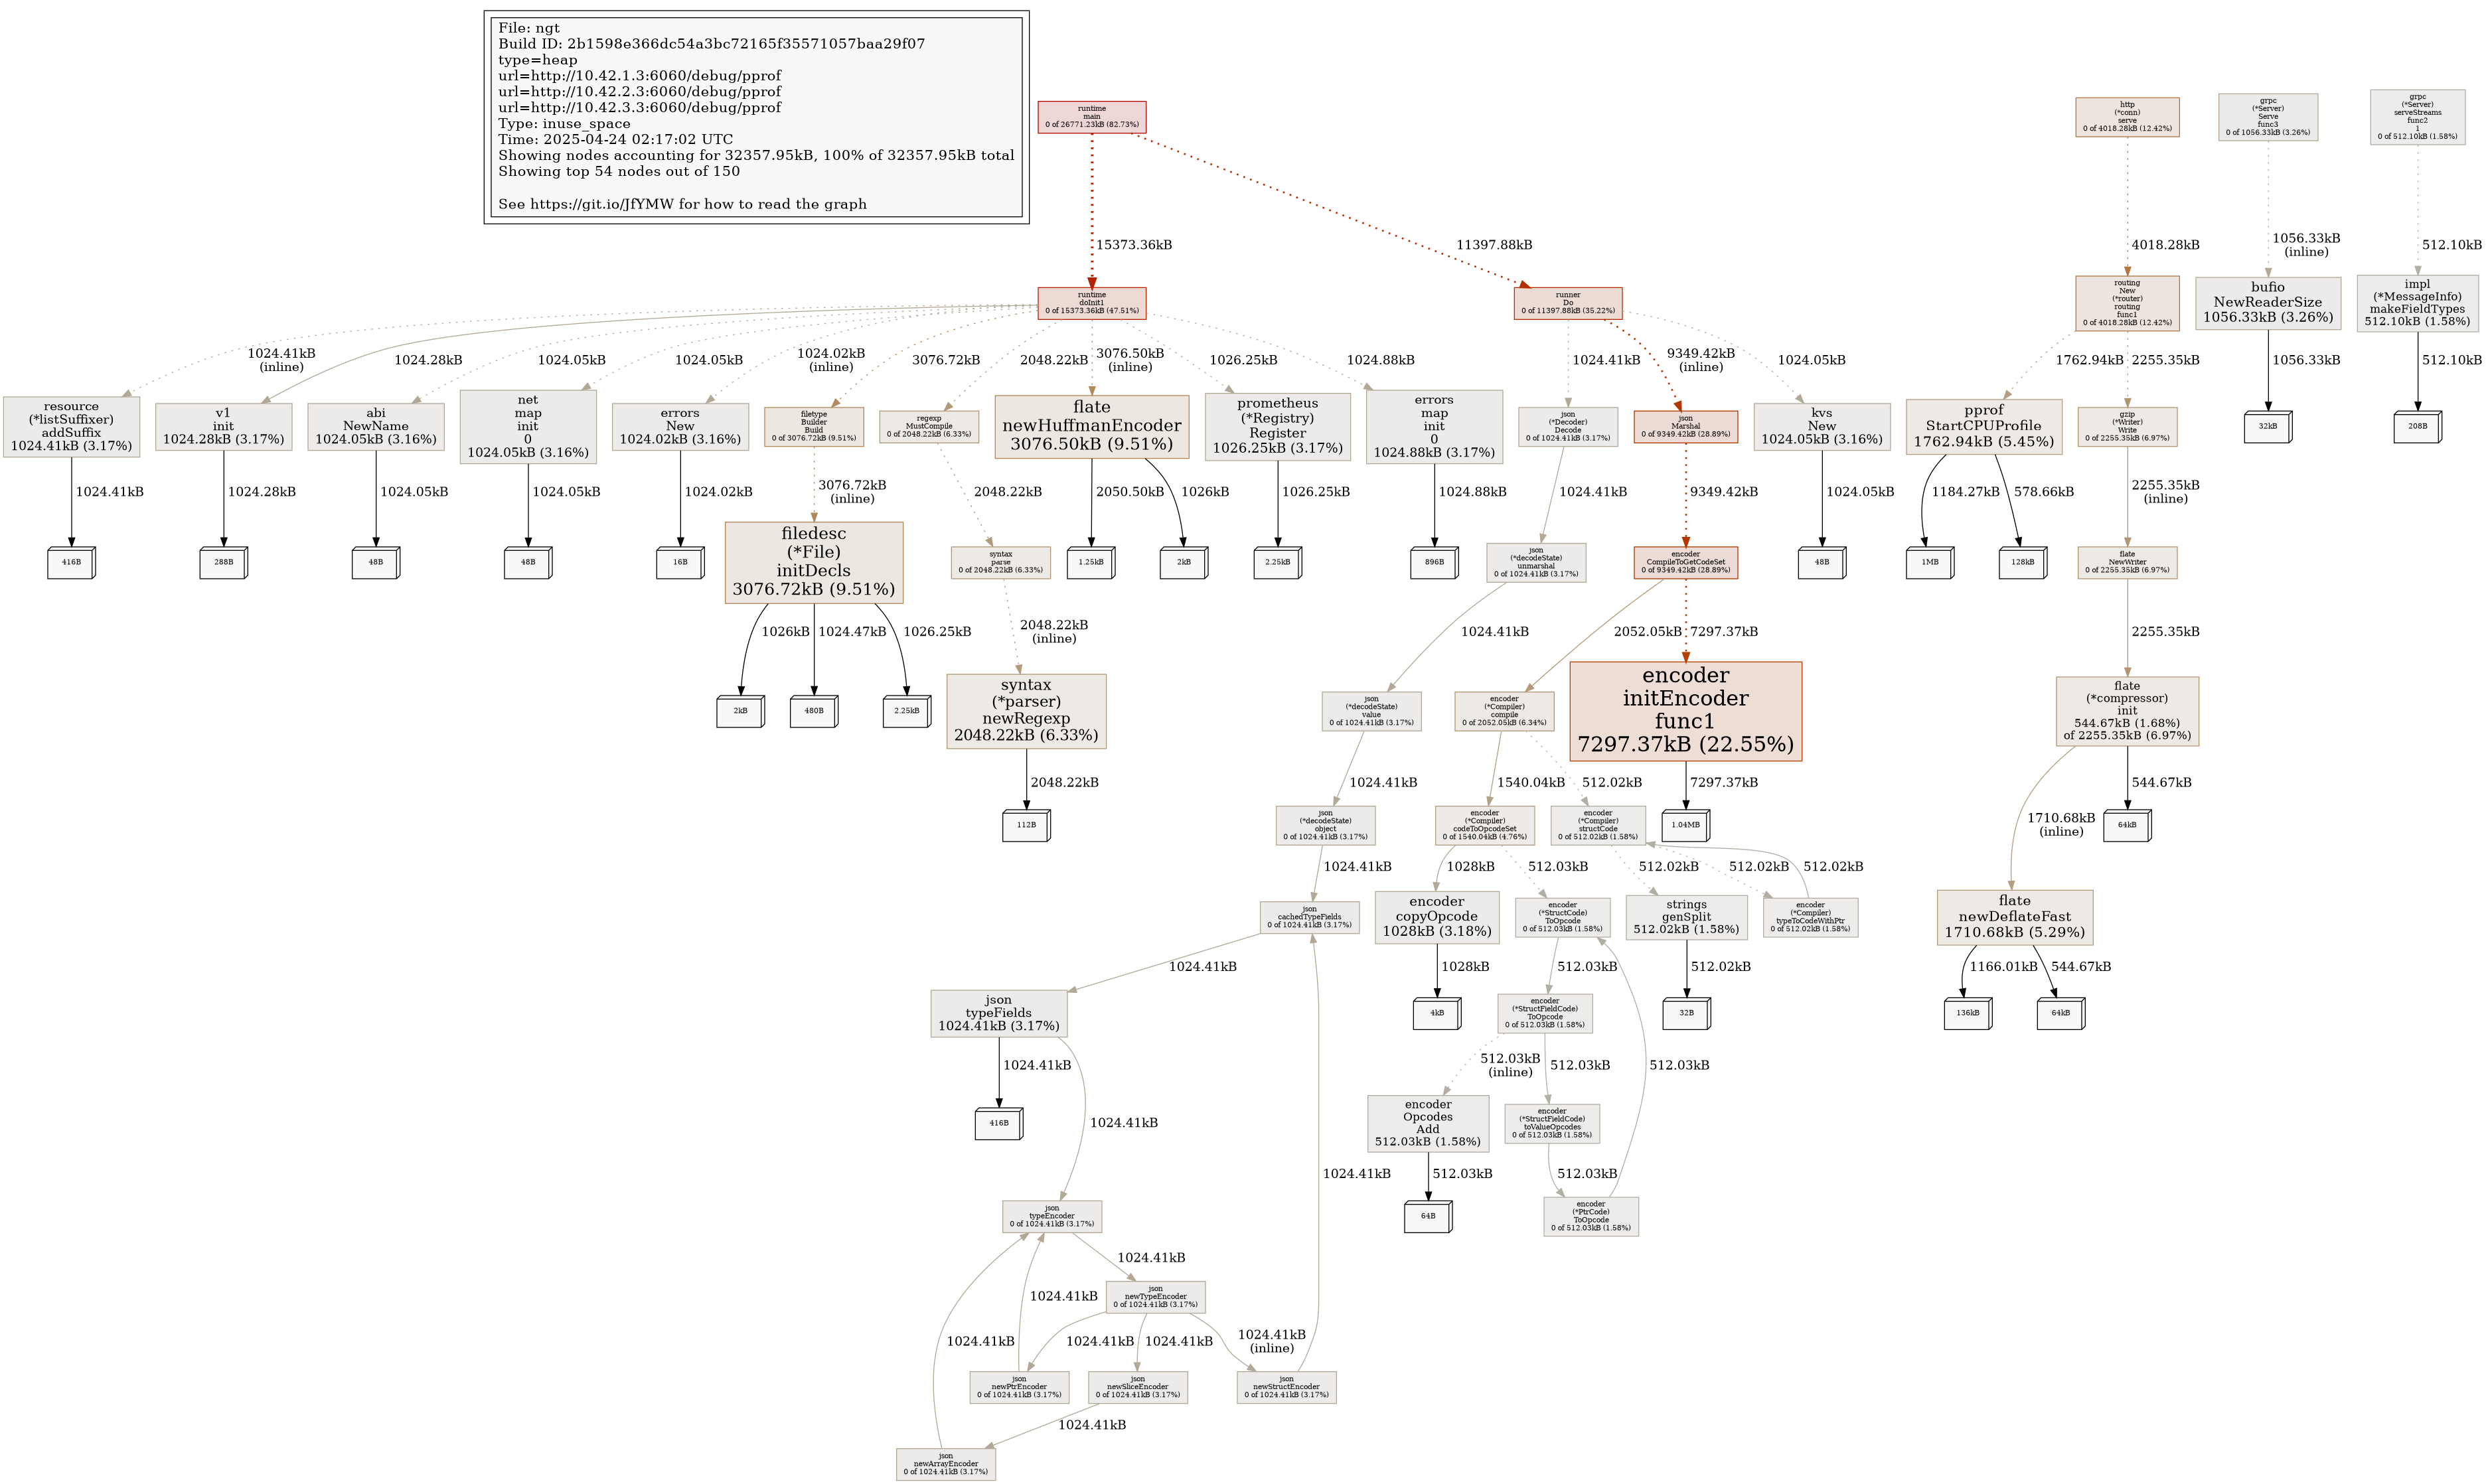 File: ngt
Build ID: 2b1598e366dc54a3bc72165f35571057baa29f07
type=heap
url=http://10.42.1.3:6060/debug/pprof
url=http://10.42.2.3:6060/debug/pprof
url=http://10.42.3.3:6060/debug/pprof
Type: inuse_space
Time: 2025-04-24 02:17:02 UTC
Showing nodes accounting for 32357.95kB, 100% of 32357.95kB total
Showing top 54 nodes out of 150
See https://git.io/JfYMW for how to read the graph
runtime
main
0 of 26771.23kB (82.73%)
http
(*conn)
serve
0 of 4018.28kB (12.42%)
grpc
(*Server)
Serve
func3
0 of 1056.33kB (3.26%)
grpc
(*Server)
serveStreams
func2
1
0 of 512.10kB (1.58%)
15373.36kB
11397.88kB
4018.28kB
1056.33kB
(inline)
512.10kB
runtime
doInit1
0 of 15373.36kB (47.51%)
runner
Do
0 of 11397.88kB (35.22%)
routing
New
(*router)
routing
func1
0 of 4018.28kB (12.42%)
bufio
NewReaderSize
1056.33kB (3.26%)
impl
(*MessageInfo)
makeFieldTypes
512.10kB (1.58%)
1024.41kB
(inline)
1024.28kB
1024.05kB
1024.05kB
1024.02kB
(inline)
3076.72kB
2048.22kB
3076.50kB
(inline)
1026.25kB
1024.88kB
1024.41kB
9349.42kB
(inline)
1024.05kB
1762.94kB
2255.35kB
1056.33kB
512.10kB
resource
(*listSuffixer)
addSuffix
1024.41kB (3.17%)
v1
init
1024.28kB (3.17%)
abi
NewName
1024.05kB (3.16%)
net
map
init
0
1024.05kB (3.16%)
errors
New
1024.02kB (3.16%)
filetype
Builder
Build
0 of 3076.72kB (9.51%)
regexp
MustCompile
0 of 2048.22kB (6.33%)
flate
newHuffmanEncoder
3076.50kB (9.51%)
prometheus
(*Registry)
Register
1026.25kB (3.17%)
errors
map
init
0
1024.88kB (3.17%)
json
(*Decoder)
Decode
0 of 1024.41kB (3.17%)
json
Marshal
0 of 9349.42kB (28.89%)
kvs
New
1024.05kB (3.16%)
pprof
StartCPUProfile
1762.94kB (5.45%)
gzip
(*Writer)
Write
0 of 2255.35kB (6.97%)
32kB
208B
1024.41kB
1024.28kB
1024.05kB
1024.05kB
1024.02kB
3076.72kB
(inline)
2048.22kB
2050.50kB
1026kB
1026.25kB
1024.88kB
1024.41kB
9349.42kB
1024.05kB
1184.27kB
578.66kB
2255.35kB
(inline)
416B
288B
48B
48B
16B
filedesc
(*File)
initDecls
3076.72kB (9.51%)
syntax
parse
0 of 2048.22kB (6.33%)
1.25kB
2kB
2.25kB
896B
json
(*decodeState)
unmarshal
0 of 1024.41kB (3.17%)
encoder
CompileToGetCodeSet
0 of 9349.42kB (28.89%)
48B
1MB
128kB
flate
NewWriter
0 of 2255.35kB (6.97%)
1026kB
1024.47kB
1026.25kB
2048.22kB
(inline)
1024.41kB
2052.05kB
7297.37kB
2255.35kB
2kB
480B
2.25kB
syntax
(*parser)
newRegexp
2048.22kB (6.33%)
json
(*decodeState)
value
0 of 1024.41kB (3.17%)
encoder
(*Compiler)
compile
0 of 2052.05kB (6.34%)
encoder
initEncoder
func1
7297.37kB (22.55%)
flate
(*compressor)
init
544.67kB (1.68%)
of 2255.35kB (6.97%)
2048.22kB
1024.41kB
1540.04kB
512.02kB
7297.37kB
1710.68kB
(inline)
544.67kB
112B
json
(*decodeState)
object
0 of 1024.41kB (3.17%)
encoder
(*Compiler)
codeToOpcodeSet
0 of 1540.04kB (4.76%)
encoder
(*Compiler)
structCode
0 of 512.02kB (1.58%)
1.04MB
64kB
1024.41kB
1028kB
512.03kB
512.02kB
512.02kB
512.02kB
json
cachedTypeFields
0 of 1024.41kB (3.17%)
encoder
copyOpcode
1028kB (3.18%)
encoder
(*StructCode)
ToOpcode
0 of 512.03kB (1.58%)
strings
genSplit
512.02kB (1.58%)
encoder
(*Compiler)
typeToCodeWithPtr
0 of 512.02kB (1.58%)
flate
newDeflateFast
1710.68kB (5.29%)
1024.41kB
1028kB
512.03kB
512.02kB
1166.01kB
544.67kB
json
typeFields
1024.41kB (3.17%)
4kB
encoder
(*StructFieldCode)
ToOpcode
0 of 512.03kB (1.58%)
32B
136kB
64kB
1024.41kB
1024.41kB
512.03kB
(inline)
512.03kB
512.03kB
416B
encoder
Opcodes
Add
512.03kB (1.58%)
encoder
(*StructFieldCode)
toValueOpcodes
0 of 512.03kB (1.58%)
1024.41kB
512.03kB
512.03kB
json
typeEncoder
0 of 1024.41kB (3.17%)
64B
encoder
(*PtrCode)
ToOpcode
0 of 512.03kB (1.58%)
1024.41kB
json
newTypeEncoder
0 of 1024.41kB (3.17%)
1024.41kB
1024.41kB
1024.41kB
1024.41kB
1024.41kB
(inline)
json
newPtrEncoder
0 of 1024.41kB (3.17%)
json
newSliceEncoder
0 of 1024.41kB (3.17%)
json
newStructEncoder
0 of 1024.41kB (3.17%)
1024.41kB
json
newArrayEncoder
0 of 1024.41kB (3.17%)